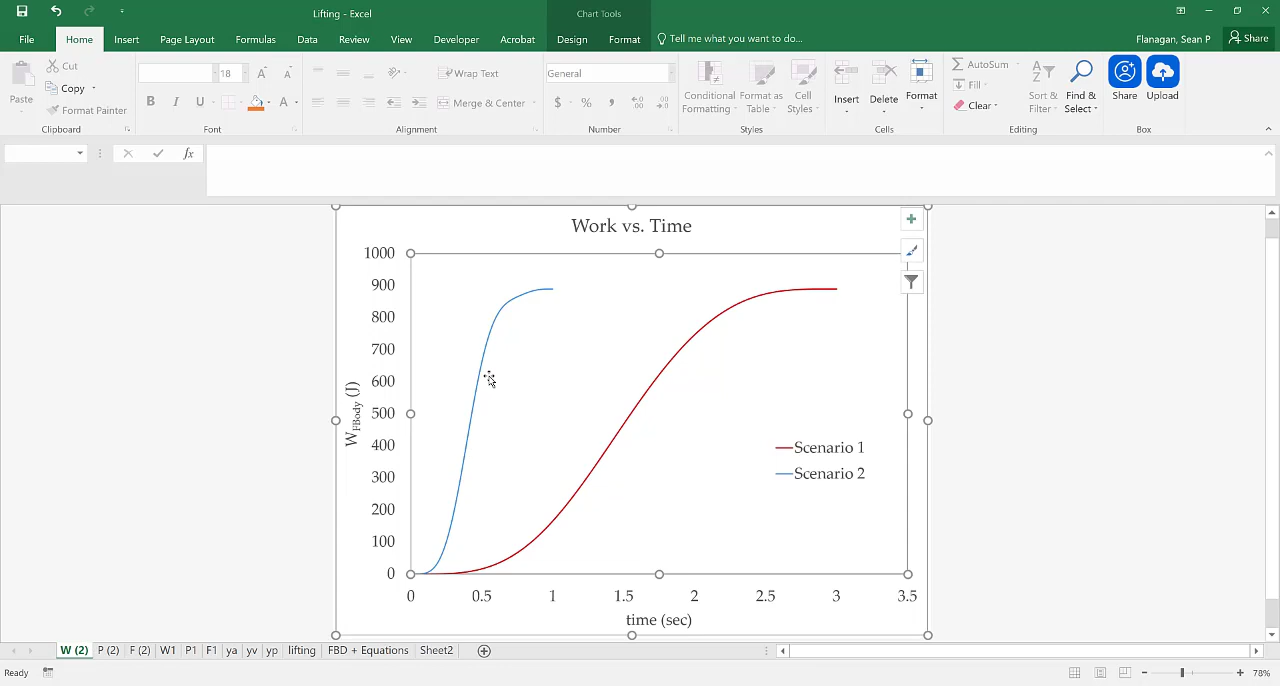 Lifting - Excel
Chart Tools
File
Home
Insert
Page Layout
Formulas
Data
Review
View
Developer
Acrobat
Design
Format
Tell me what you want to do...
Flanagan, Sean P
Share
Paste
Cut
Copy
Format Painter
Clipboard
18
B I U
A
Font
Wrap Text
Merge & Center
Alignment
General
$ %
Number
Conditional
Formatting
Format as
Table
Cell
Styles
Styles
Insert
Delete
Format
Cells
AutoSum
Fill
Clear
Sort &
Filter
Find &
Select
Editing
Share
Upload
Box
fx
Work vs. Time
1000
900
800
700
600
500
400
300
200
100
0
WFBody (J)
Scenario 1
Scenario 2
0 0.5 1 1.5 2 2.5 3 3.5
time (sec)
W (2) P (2) F (2) W1 P1 F1 ya yv yp lifting FBD + Equations Sheet2
Ready
78%